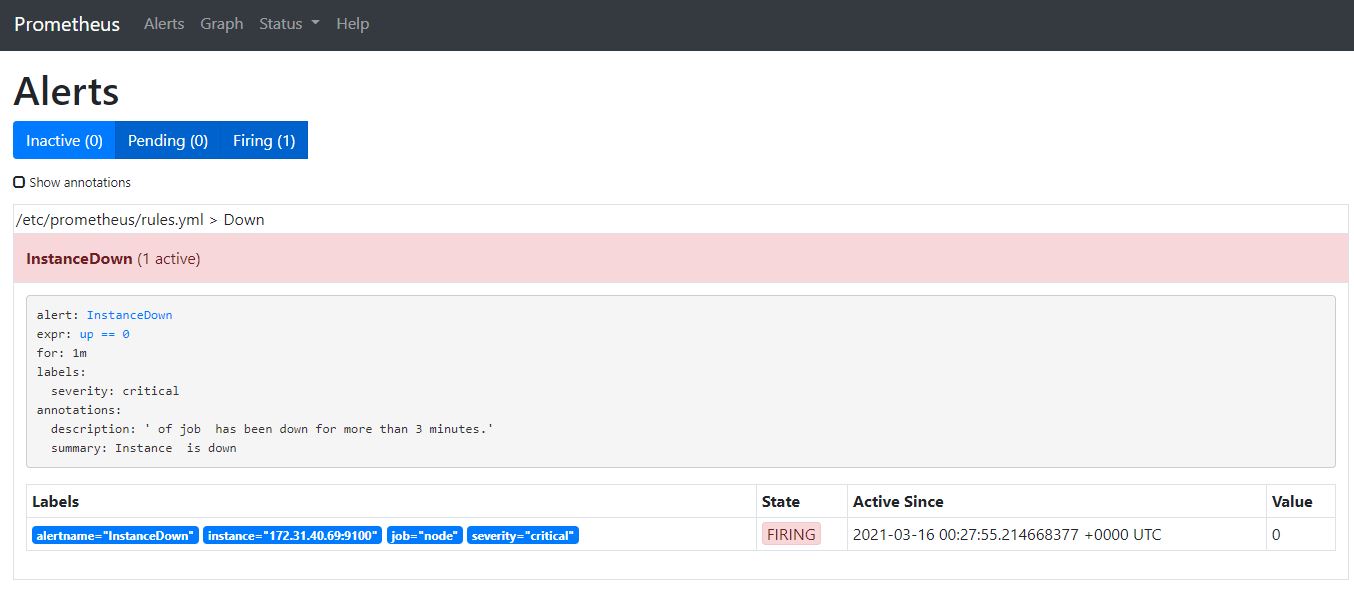 Prometheus Alerts Graph Status Help
Alerts
Inactive (0) Pending (0) Firing (1)
Show annotations
/etc/prometheus/rules.yml > Down
InstanceDown (1 active)
alert: InstanceDown
expr: up == 0
for: 1m
labels:
  severity: critical
annotations:
  description: ' of job  has been down for more than 3 minutes.'
  summary: Instance  is down
Labels State Active Since Value
alertname="InstanceDown" instance="172.31.40.69:9100" job="node" severity="critical" FIRING 2021-03-16 00:27:55.214668377 +0000 UTC 0